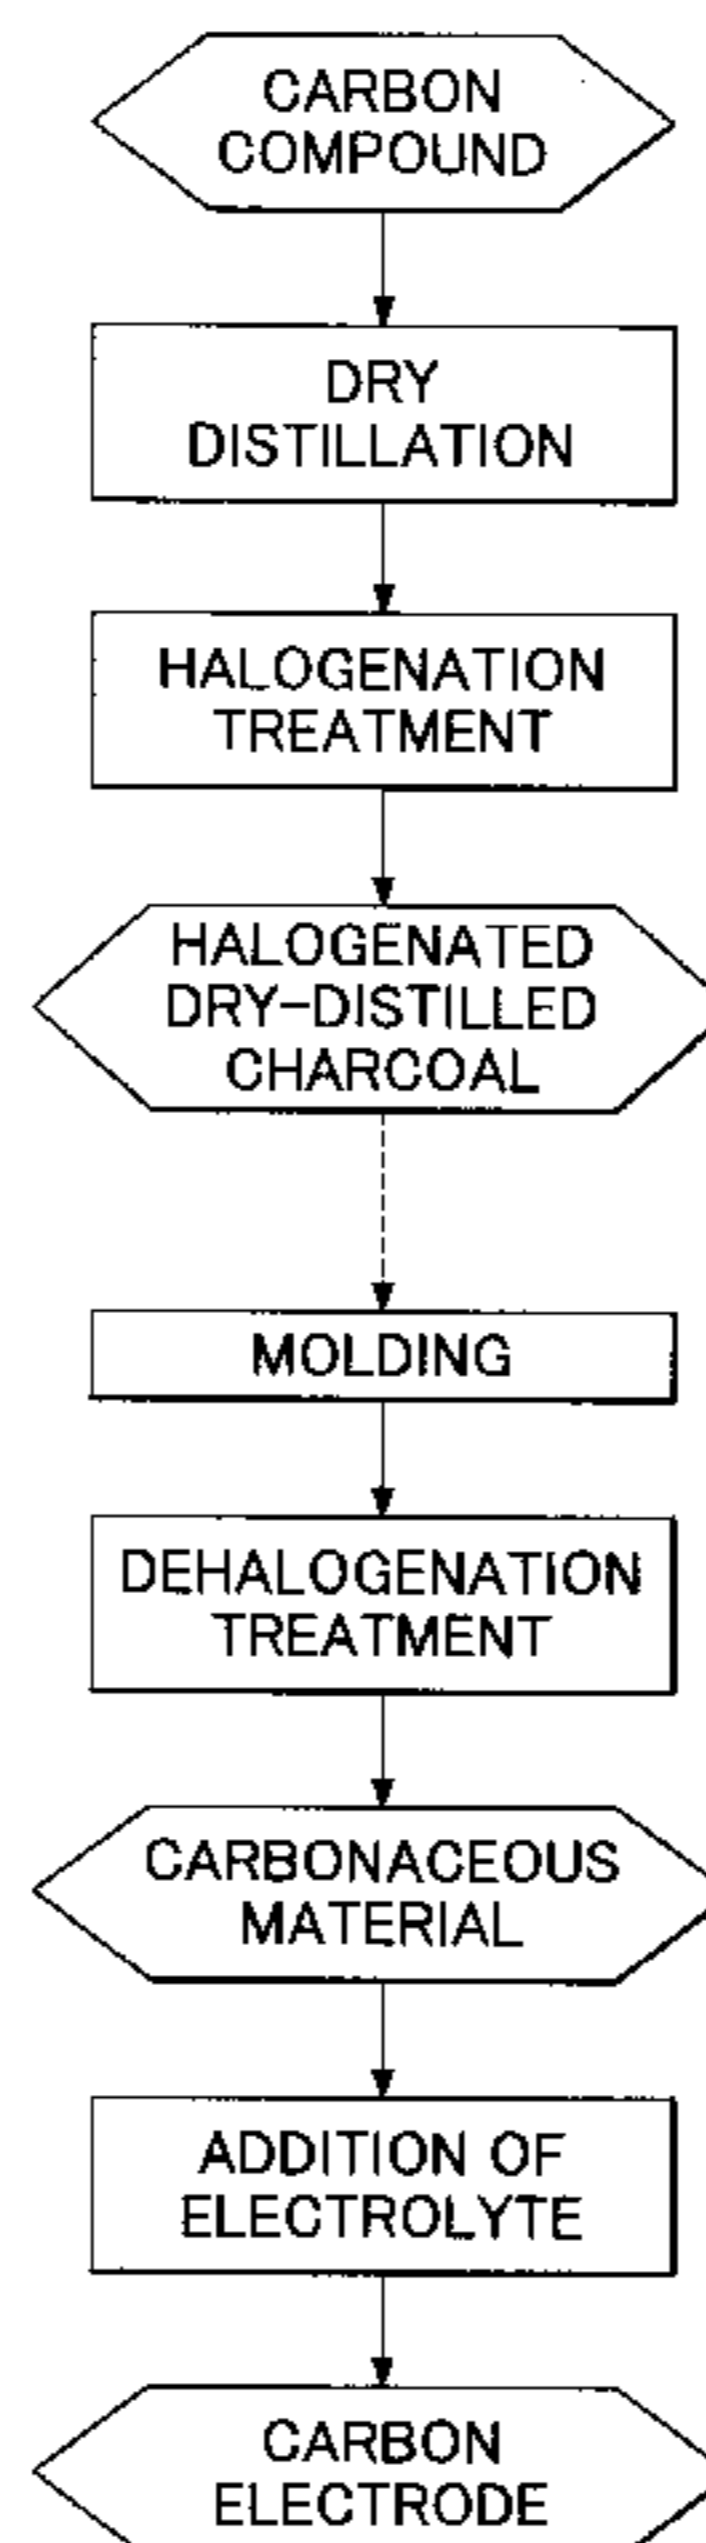 CARBON
COMPOUND
DRY
DISTILLATION
HALOGENATION
TREATMENT
HALOGENATED
DRY-DISTILLED
CHARCOAL
MOLDING
DEHALOGENATION
TREATMENT
CARBONACEOUS
MATERIAL
ADDITION OF
ELECTROLYTE
CARBON
ELECTRODE